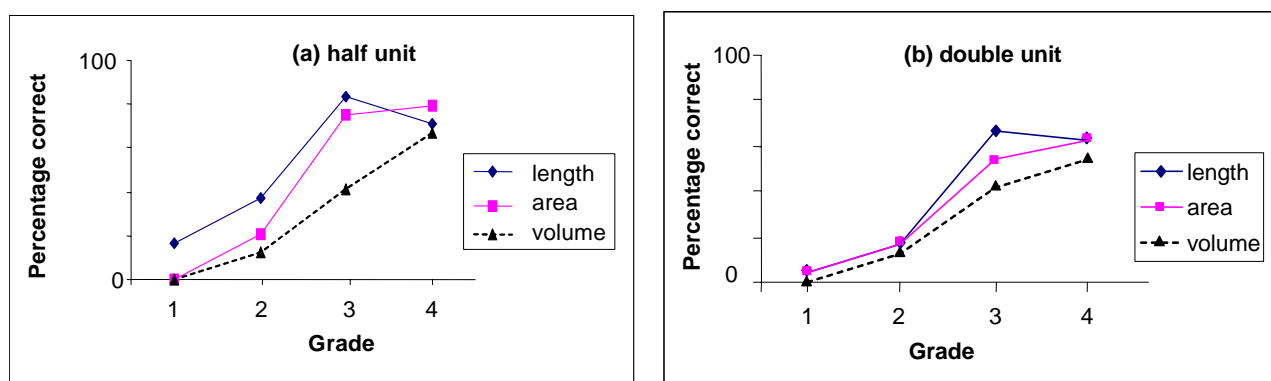 (a) half unit
100
0
Percentage correct
1 2 3 4
Grade
length
area
volume
(b) double unit
100
0
Percentage correct
1 2 3 4
Grade
length
area
volume